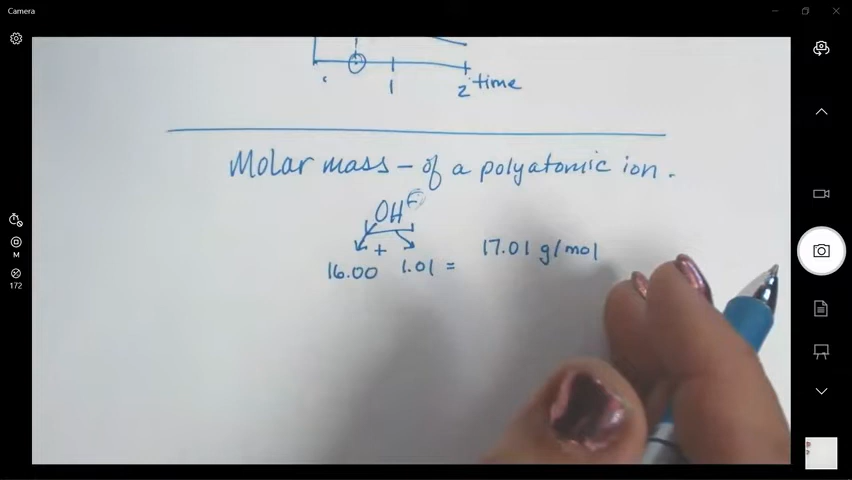 Camera
1
2 time
Molar mass - of a polyatomic ion.
OH⁻
+
16.00 1.01 = 17.01 g/mol
M
172